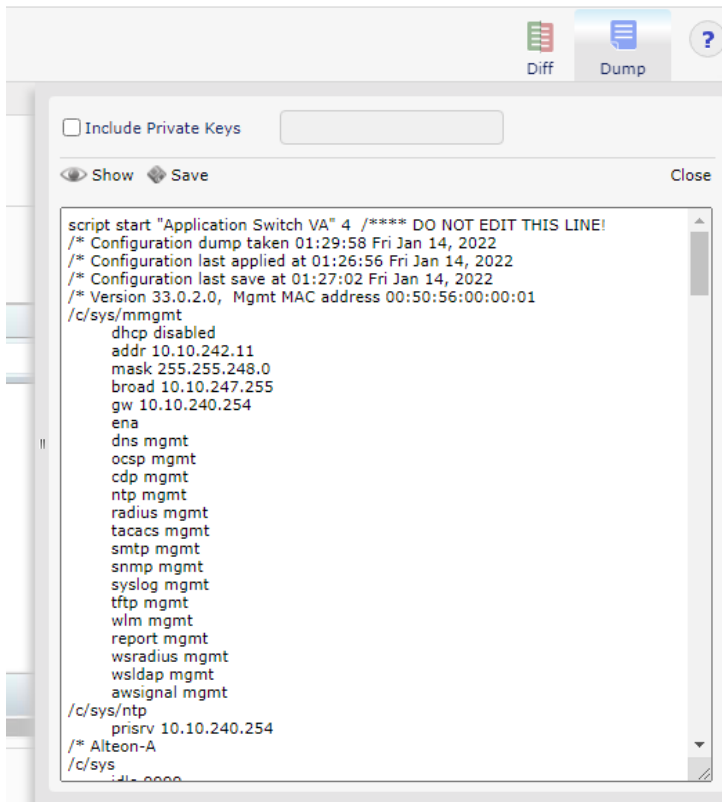 Diff
Dump
?
Include Private Keys
Show Save Close
script start "Application Switch VA" 4 /**** DO NOT EDIT THIS LINE!
/* Configuration dump taken 01:29:58 Fri Jan 14, 2022
/* Configuration last applied at 01:26:56 Fri Jan 14, 2022
/* Configuration last save at 01:27:02 Fri Jan 14, 2022
/* Version 33.0.2.0, Mgmt MAC address 00:50:56:00:00:01
/c/sys/mmgmt
dhcp disabled
addr 10.10.242.11
mask 255.255.248.0
broad 10.10.247.255
gw 10.10.240.254
ena
dns mgmt
ocsp mgmt
cdp mgmt
ntp mgmt
radius mgmt
tacacs mgmt
smtp mgmt
snmp mgmt
syslog mgmt
tftp mgmt
wlm mgmt
report mgmt
wsradius mgmt
wsldap mgmt
awsignal mgmt
/c/sys/ntp
prisrv 10.10.240.254
/* Alteon-A
/c/sys